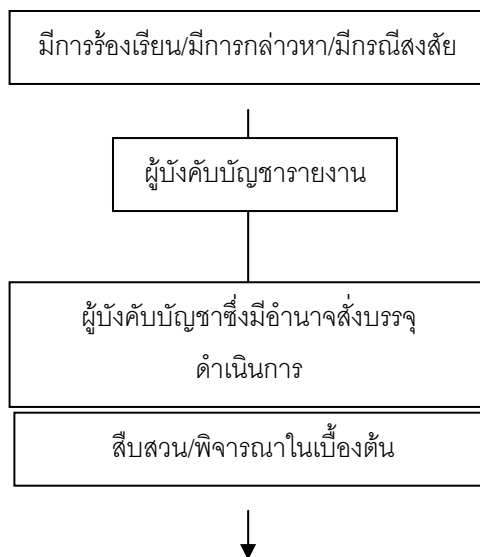 มีการร้องเรียน/มีการกล่าวหา/มีกรณีสงสัย
ผู้บังคับบัญชารายงาน
ผู้บังคับบัญชาซึ่งมีอำนาจสั่งบรรจุ
ดำเนินการ
สืบสวน/พิจารณาในเบื้องต้น